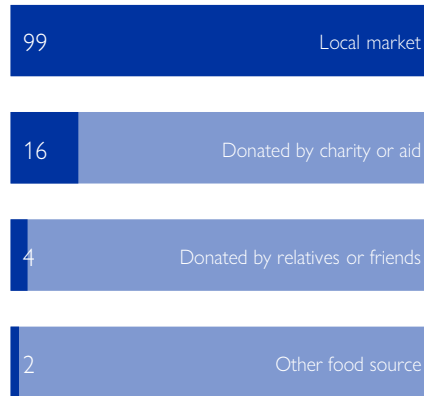 99 Local market
16 Donated by charity or aid
4 Donated by relatives or friends
2 Other food source